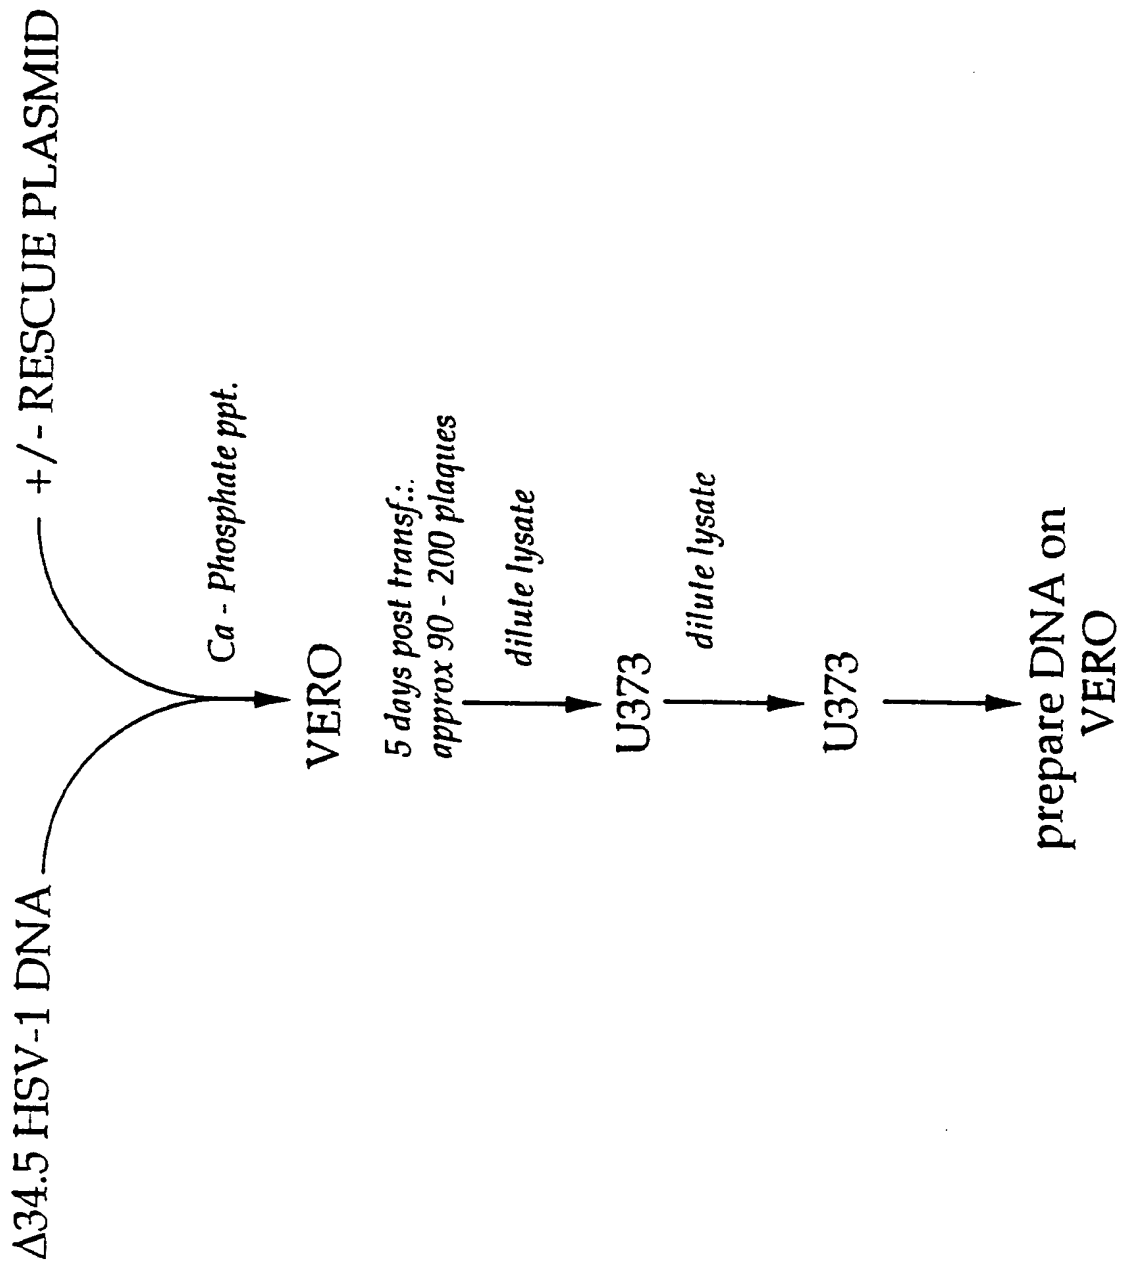 Δ34.5 HSV-1 DNA
+/- RESCUE PLASMID
Ca - Phosphate ppt.
VERO
5 days post transf.:.
approx 90 - 200 plaques
dilute lysate
U373
dilute lysate
U373
prepare DNA on
VERO